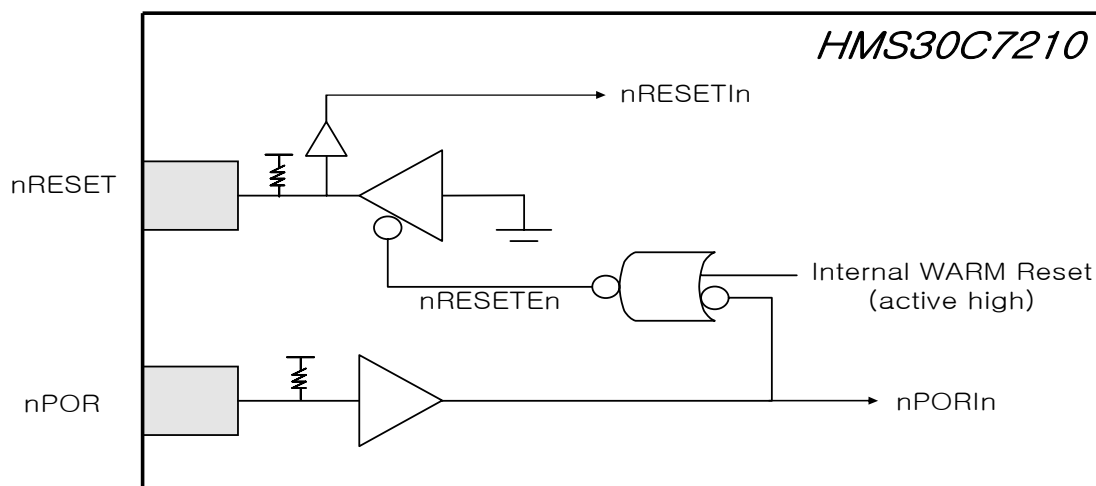 HMS30C7210
nRESETIn
nRESET
Internal WARM Reset
(active high)
nRESETEn
nPOR
nPORIn